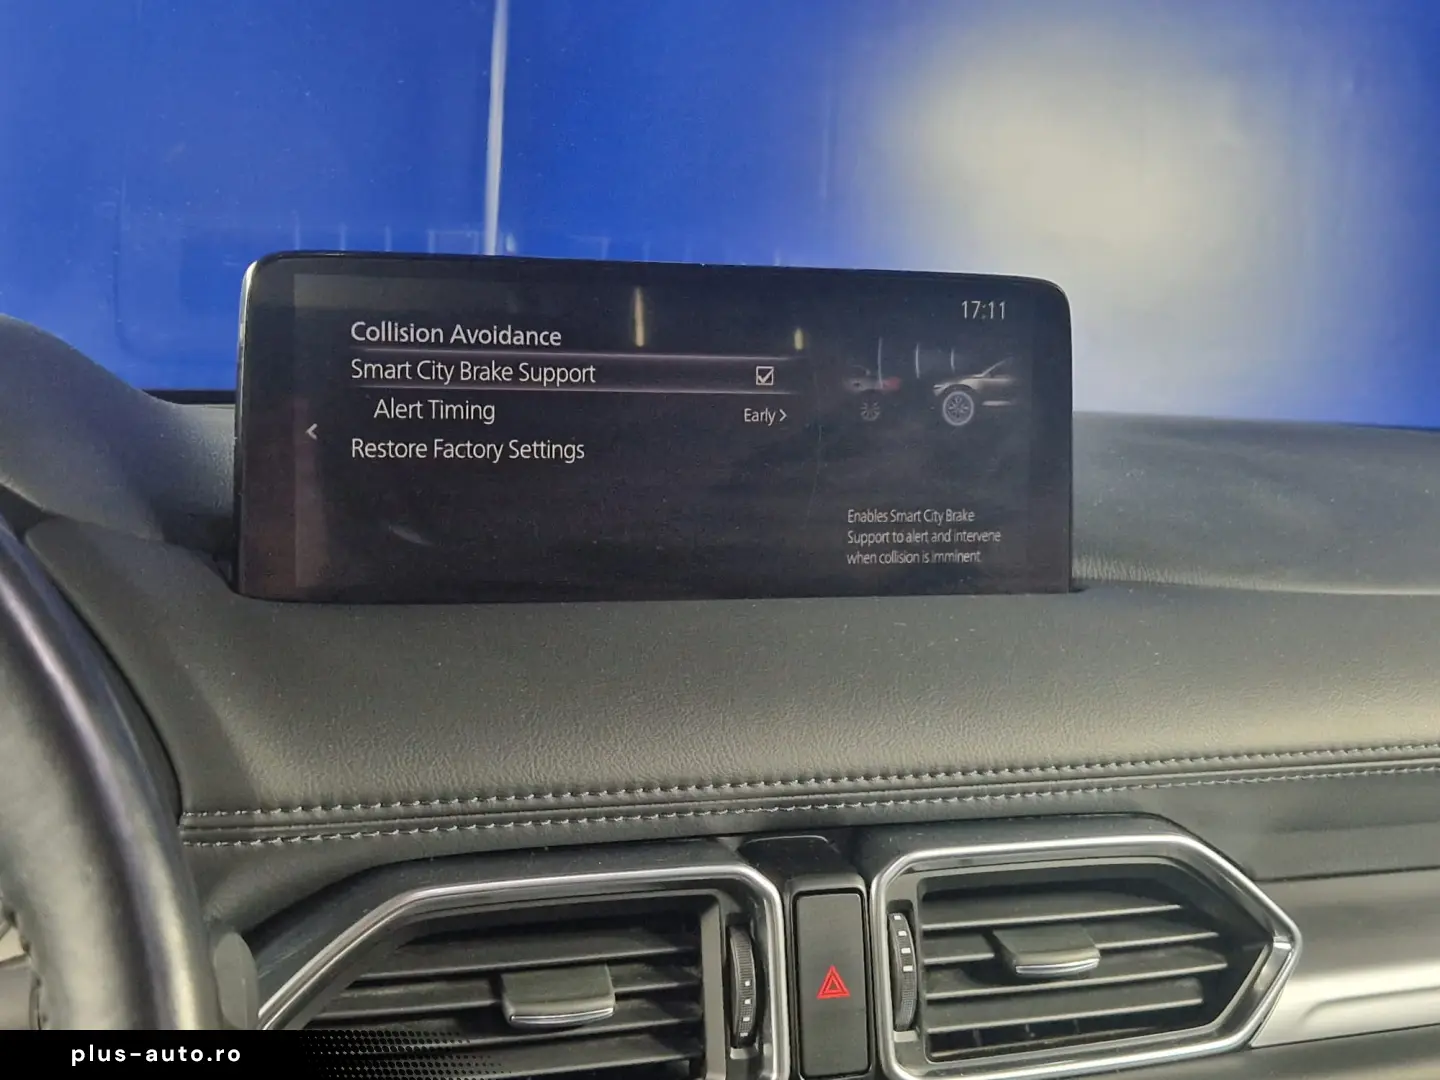 17:11
Collision Avoidance
Smart City Brake Support
Alert Timing Early >
Restore Factory Settings
<
Enables Smart City Brake
Support to alert and intervene
when collision is imminent.
plus-auto.ro